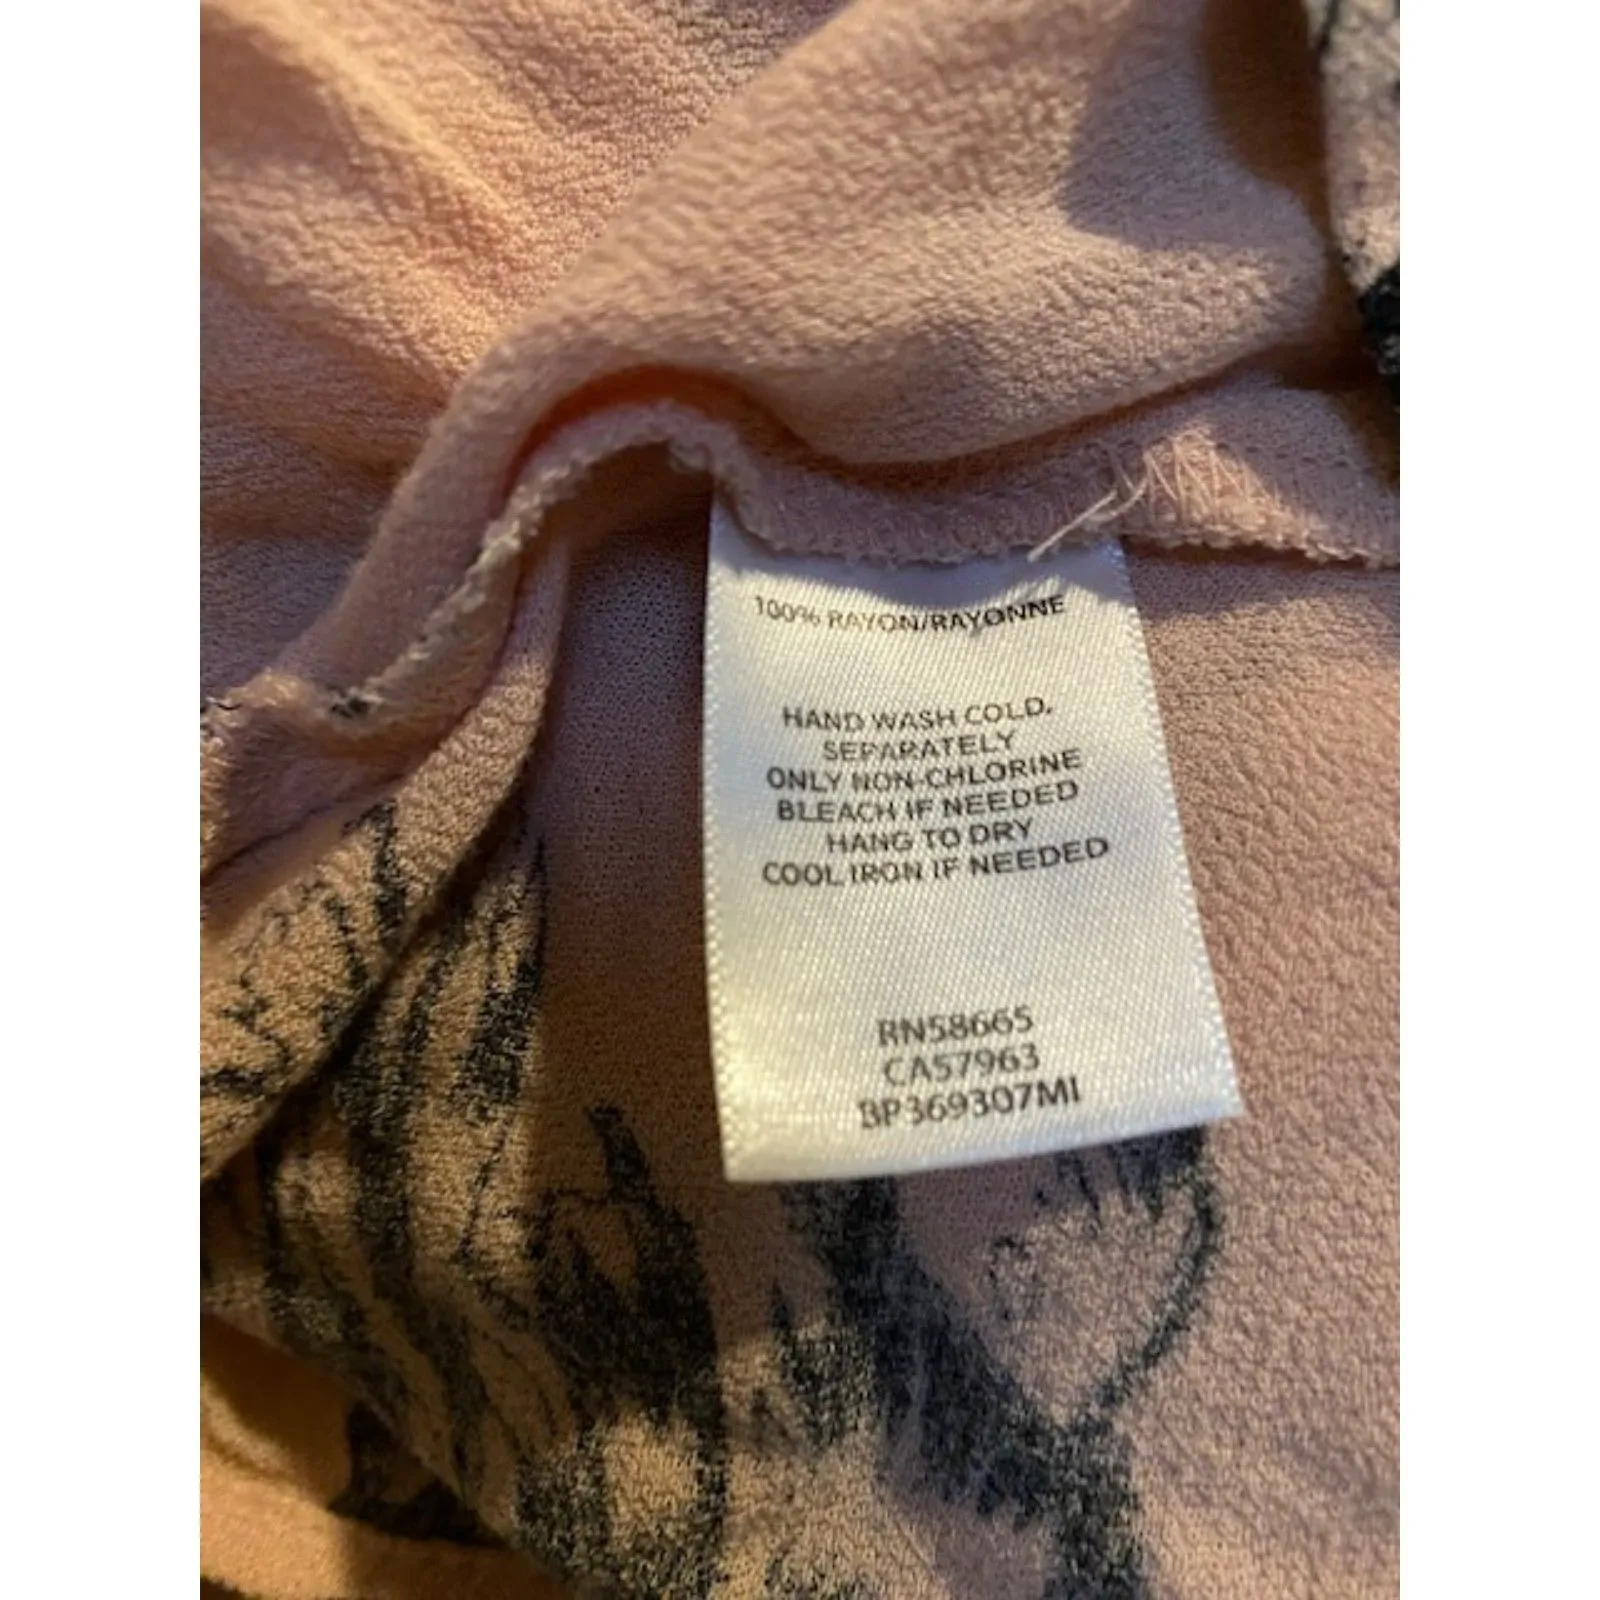 100% RAYON/RAYONNE
HAND WASH COLD,
SEPARATELY
ONLY NON-CHLORINE
BLEACH IF NEEDED
HANG TO DRY
COOL IRON IF NEEDED
RN58665
CA57963
BP369307MI